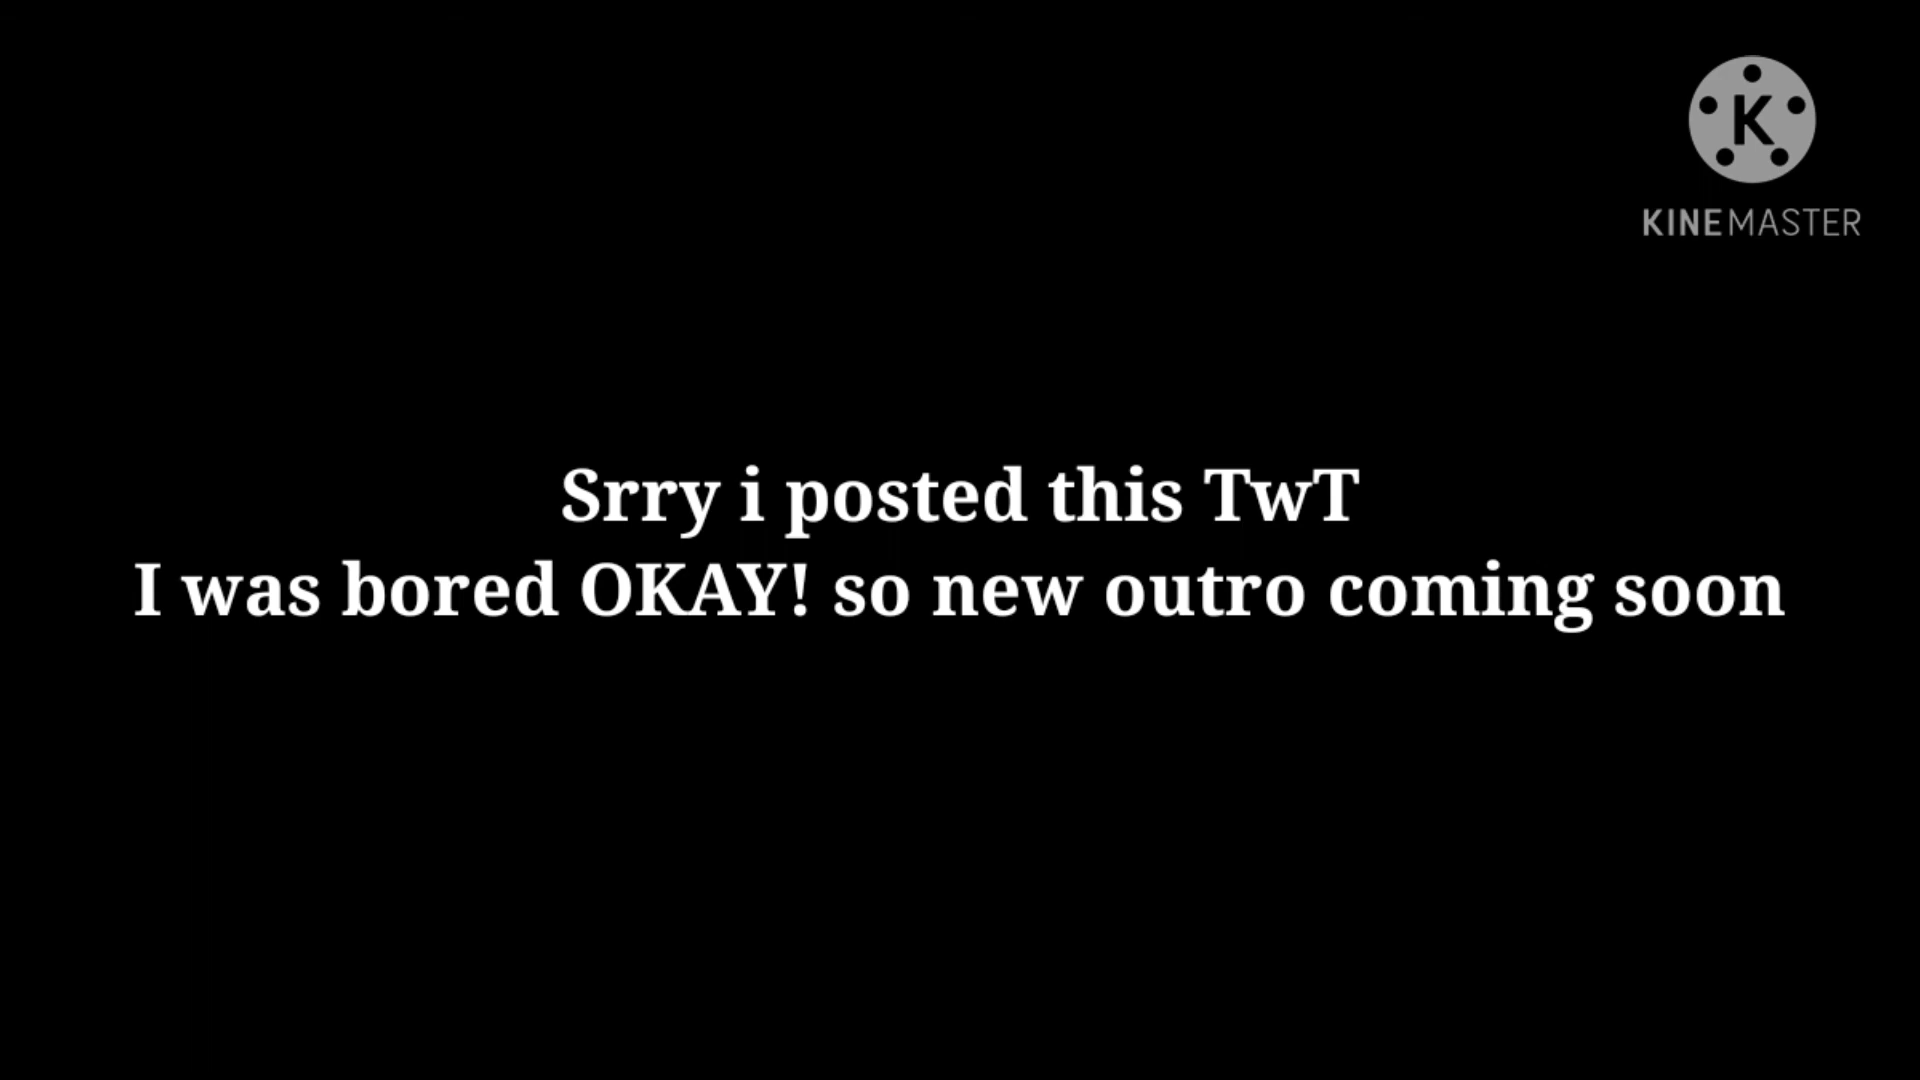 K
KINEMASTER
Srry i posted this TwT
I was bored OKAY! so new outro coming soon